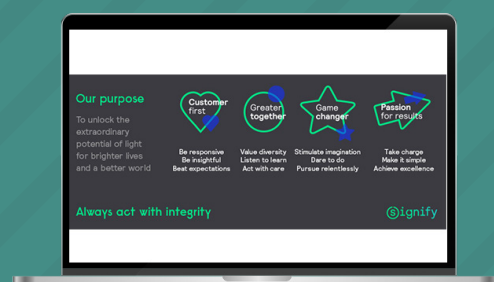 Our purpose
To unlock the
extraordinary
potential of light
for brighter lives
and a better world
Customer
first
Be responsive
Be insightful
Beat expectations
Greater
together
Value diversity
Listen to learn
Act with care
Game
changer
Stimulate imagination
Dare to do
Pursue relentlessly
Passion
for results
Take charge
Make it simple
Achieve excellence
Always act with integrity
Signify